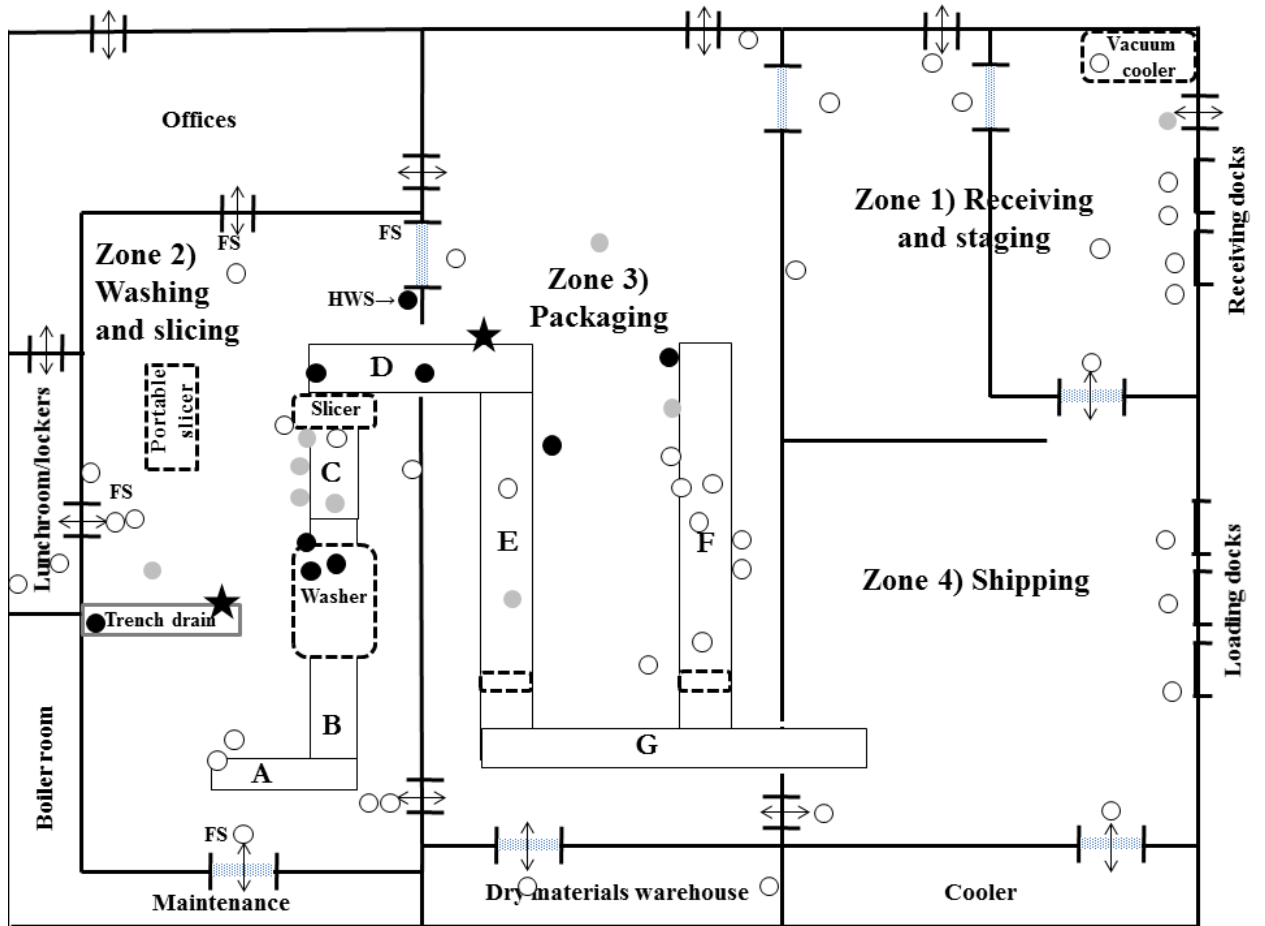 Vacuum
cooler
Offices
Receiving docks
Zone 1) Receiving
and staging
FS
FS
Zone 2)
Washing
and slicing
Zone 3)
Packaging
HWS→
D
Portable
slicer
Slicer
Lunchroom/lockers
C
FS
E
F
Loading docks
Zone 4) Shipping
Washer
Trench drain
B
G
A
Boiler room
FS
Maintenance
Dry materials warehouse
Cooler